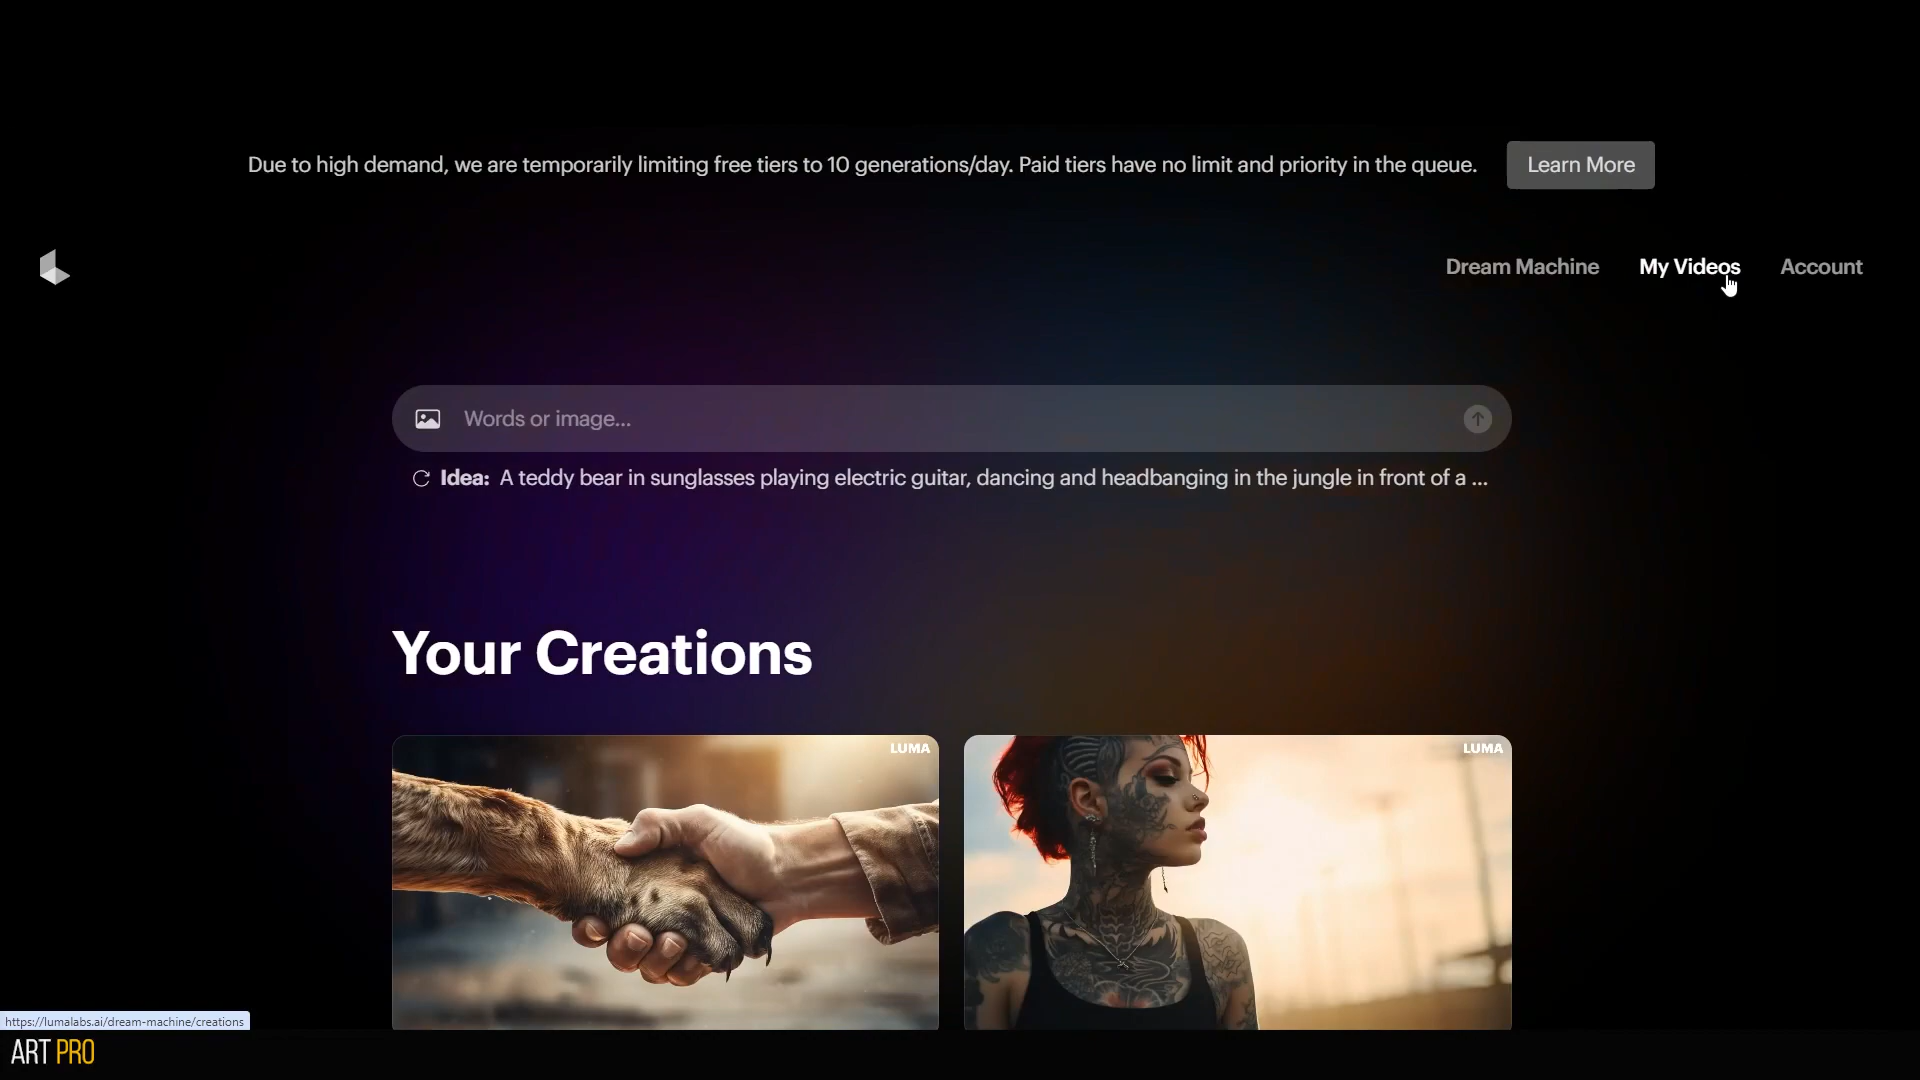 Due to high demand, we are temporarily limiting free tiers to 10 generations/day. Paid tiers have no limit and priority in the queue.
Learn More
Dream Machine
My Videos
Account
Words or image...
Idea: A teddy bear in sunglasses playing electric guitar, dancing and headbanging in the jungle in front of a ...
Your Creations
LUMA
LUMA
https://lumalabs.ai/dream-machine/creations
ART PRO